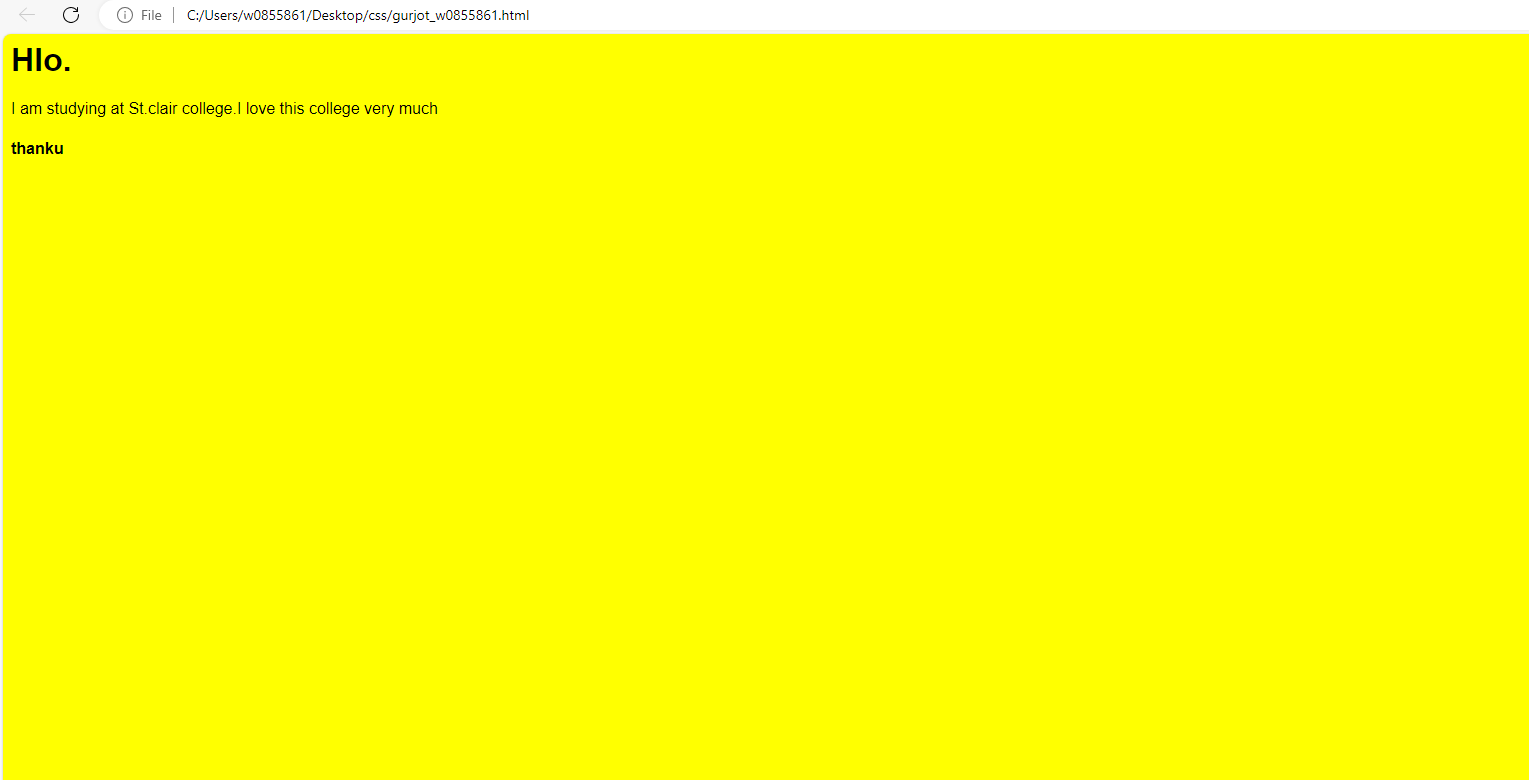 File C:/Users/w0855861/Desktop/css/gurjot_w0855861.html
Hlo.
I am studying at St.clair college.I love this college very much
thanku